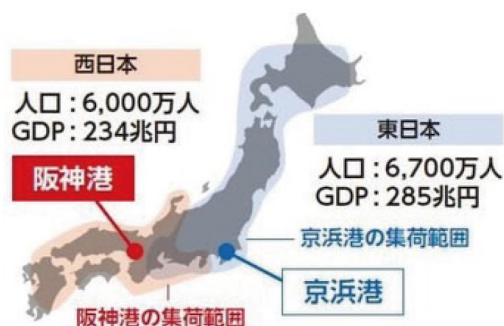 西日本
人口：6,000万人
GDP：234兆円
阪神港
東日本
人口：6,700万人
GDP：285兆円
京浜港の集荷範囲
京浜港
阪神港の集荷範囲